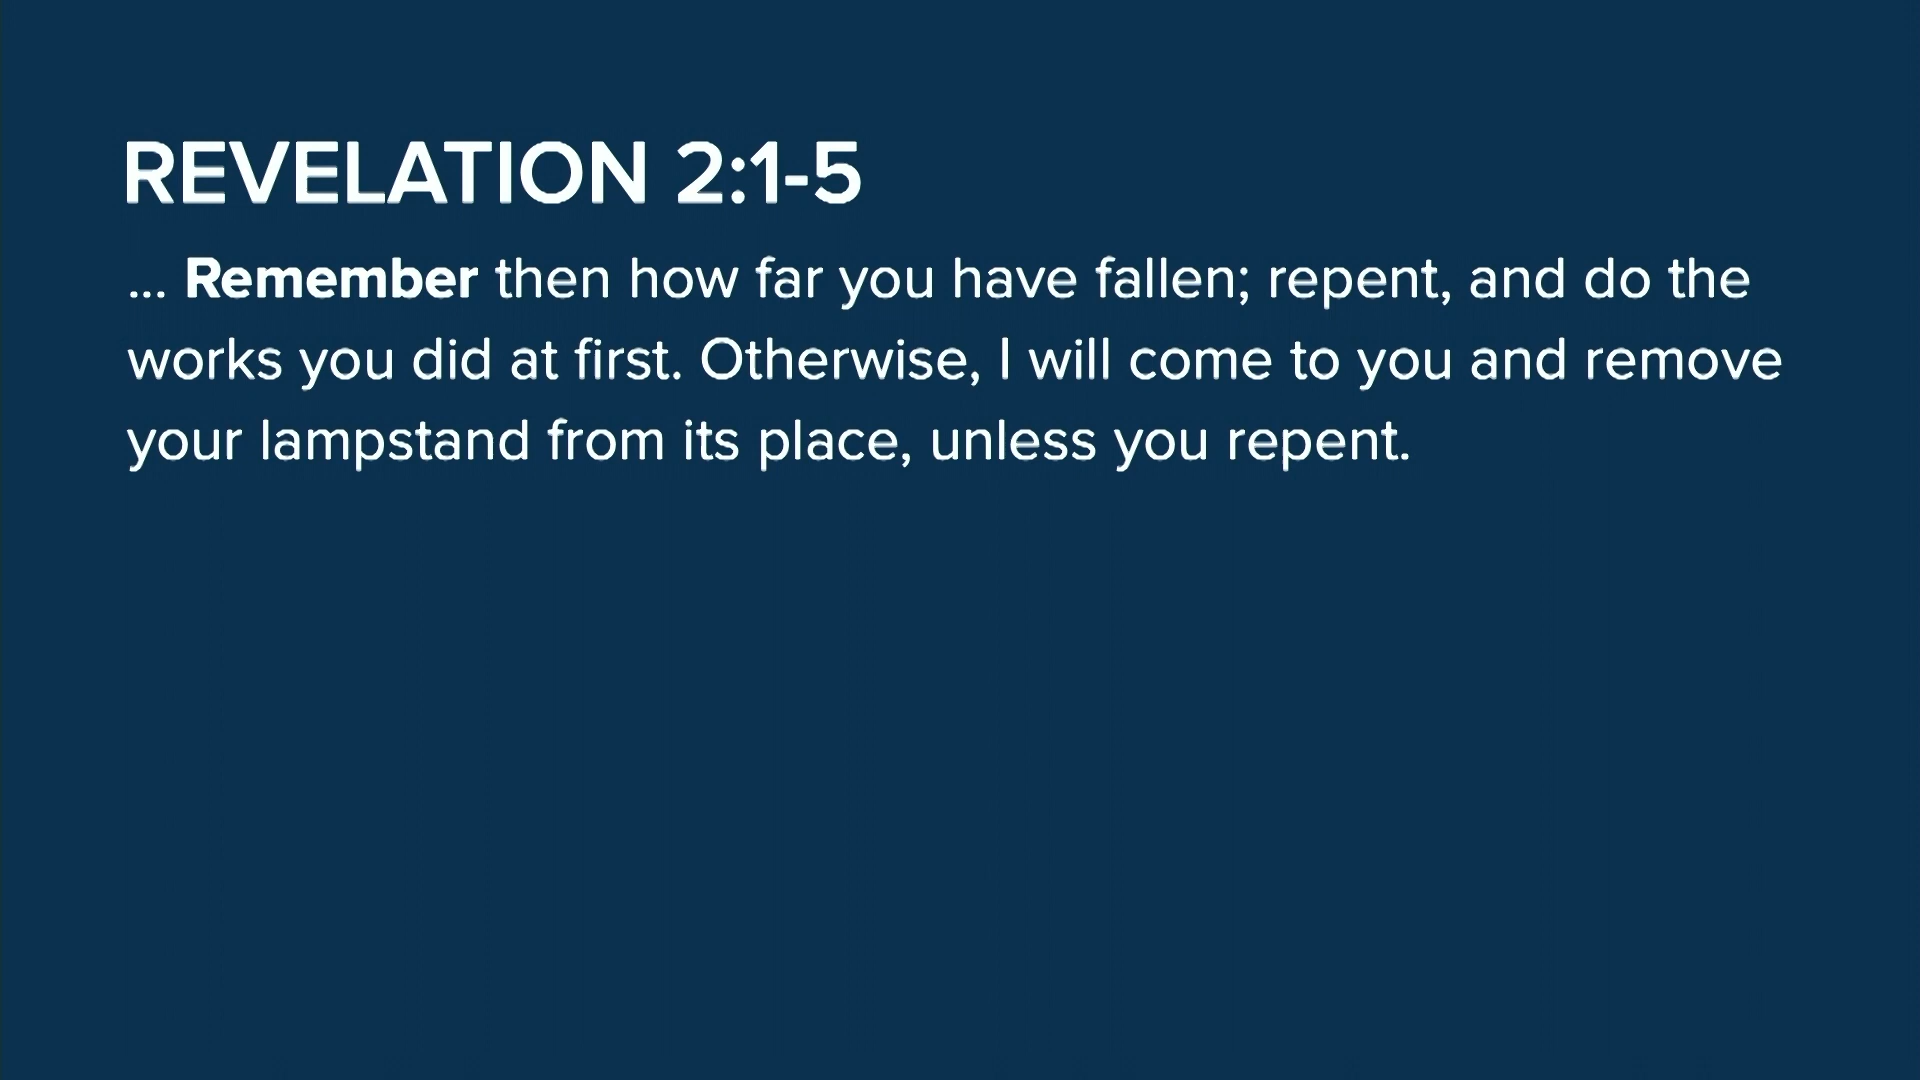 REVELATION 2:1-5
... Remember then how far you have fallen; repent, and do the
works you did at first. Otherwise, I will come to you and remove
your lampstand from its place, unless you repent.